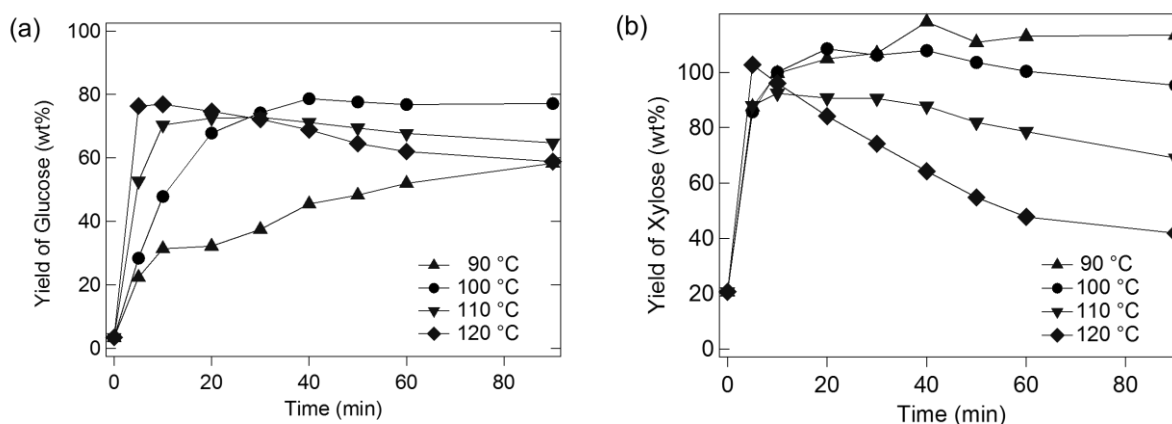 (a)
Yield of Glucose (wt%)
100
80
60
40
20
0
90 °C
100 °C
110 °C
120 °C
0 20 40 60 80
Time (min)
(b)
Yield of Xylose (wt%)
100
80
60
40
20
0
90 °C
100 °C
110 °C
120 °C
0 20 40 60 80
Time (min)